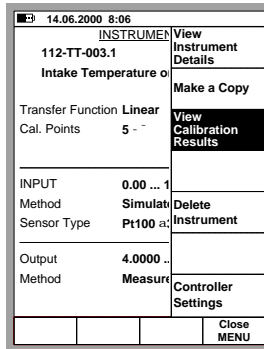 14.06.2000 8:06
INSTRUMEN
112-TT-003.1
Intake Temperature o
Transfer Function Linear
Cal. Points 5
INPUT 0.00 ... 1
Method Simulat
Sensor Type Pt100
Output 4.0000 ..
Method Measure
View
Instrument
Details
Make a Copy
View
Calibration
Results
Delete
Instrument
Controller
Settings
Close
MENU